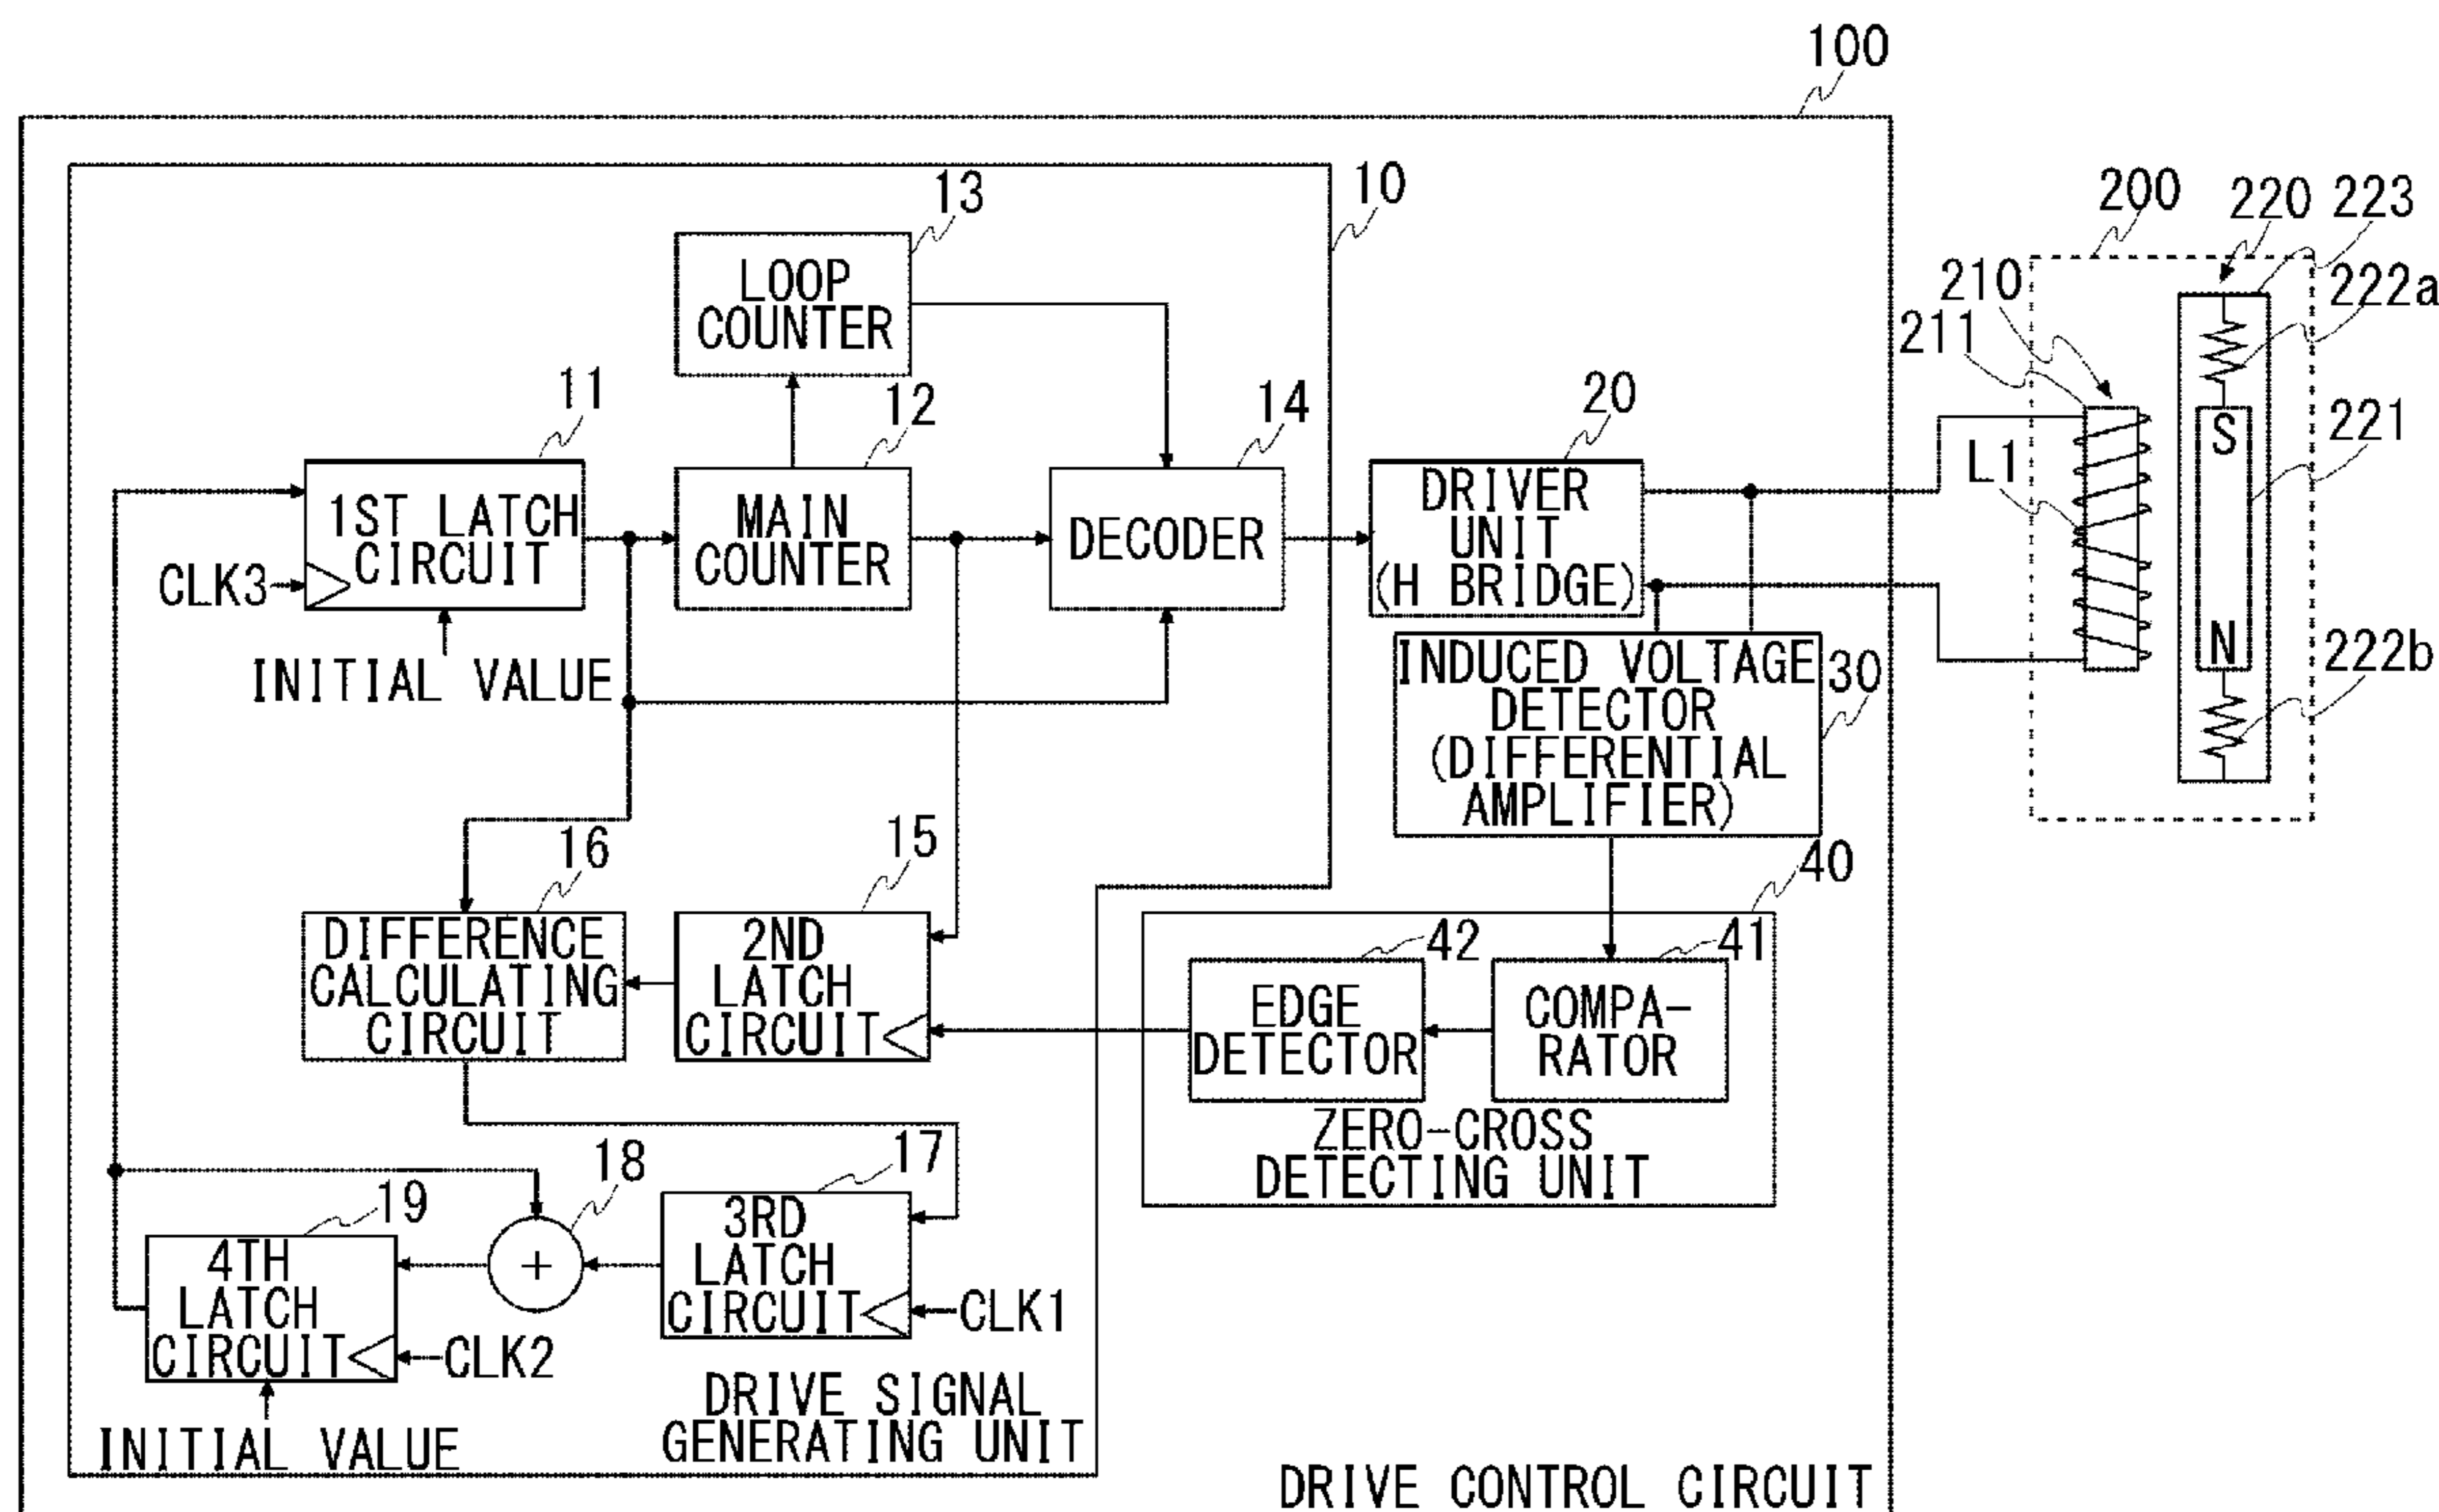 100
10
13
200
220
223
LOOP
COUNTER
210
222a
211
11
12
14
20
221
S
L1
1ST LATCH
CIRCUIT
MAIN
COUNTER
DECODER
DRIVER
UNIT
(H BRIDGE)
CLK3
INITIAL VALUE
N
222b
INDUCED VOLTAGE
DETECTOR
(DIFFERENTIAL
AMPLIFIER)
30
16
15
40
DIFFERENCE
CALCULATING
CIRCUIT
2ND
LATCH
CIRCUIT
42
41
EDGE
DETECTOR
COMPA-
RATOR
ZERO-CROSS
DETECTING UNIT
19
18
17
4TH
LATCH
CIRCUIT
+
3RD
LATCH
CIRCUIT
CLK1
CLK2
INITIAL VALUE
DRIVE SIGNAL
GENERATING UNIT
DRIVE CONTROL CIRCUIT